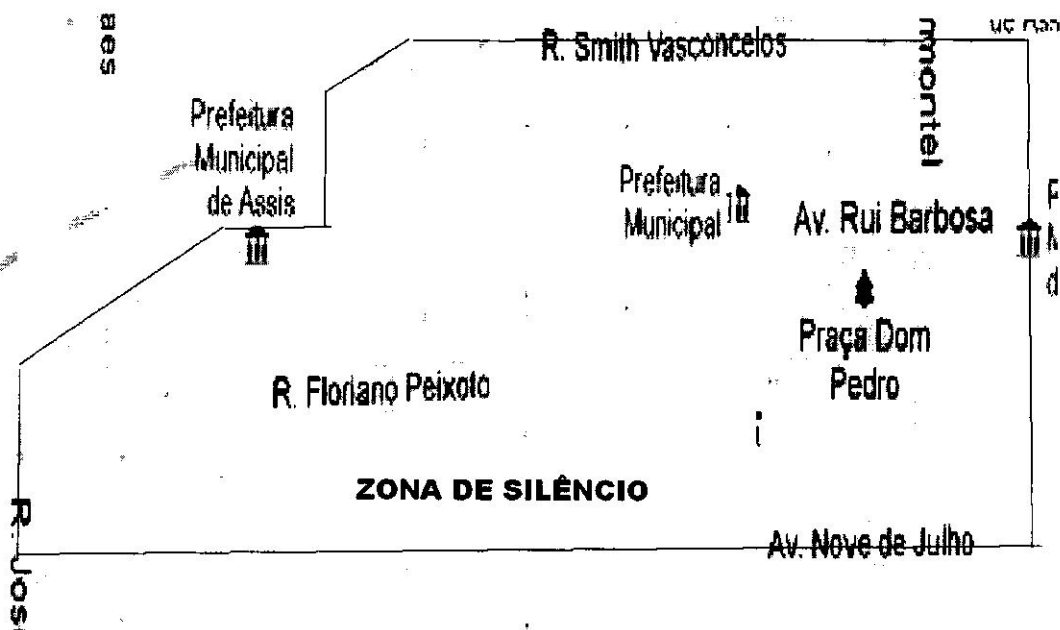 R. Smith Vasconcelos
Prefeitura
Municipal
de Assis
Prefeitura
Municipal
Av. Rui Barbosa
Praça Dom
Pedro
R. Floriano Peixoto
ZONA DE SILÊNCIO
Av. Nove de Julho
R.